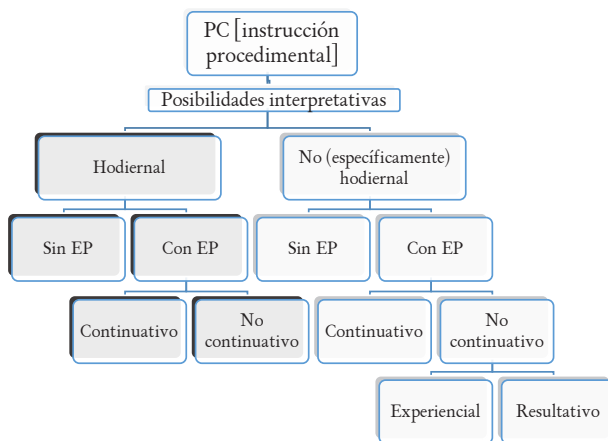 PC [instrucción
procedimental]
Posibilidades interpretativas
Hodiernal
No (específicamente)
hodiernal
Sin EP
Con EP
Sin EP
Con EP
Continuativo
No
continuativo
Continuativo
No
continuativo
Experiencial
Resultativo